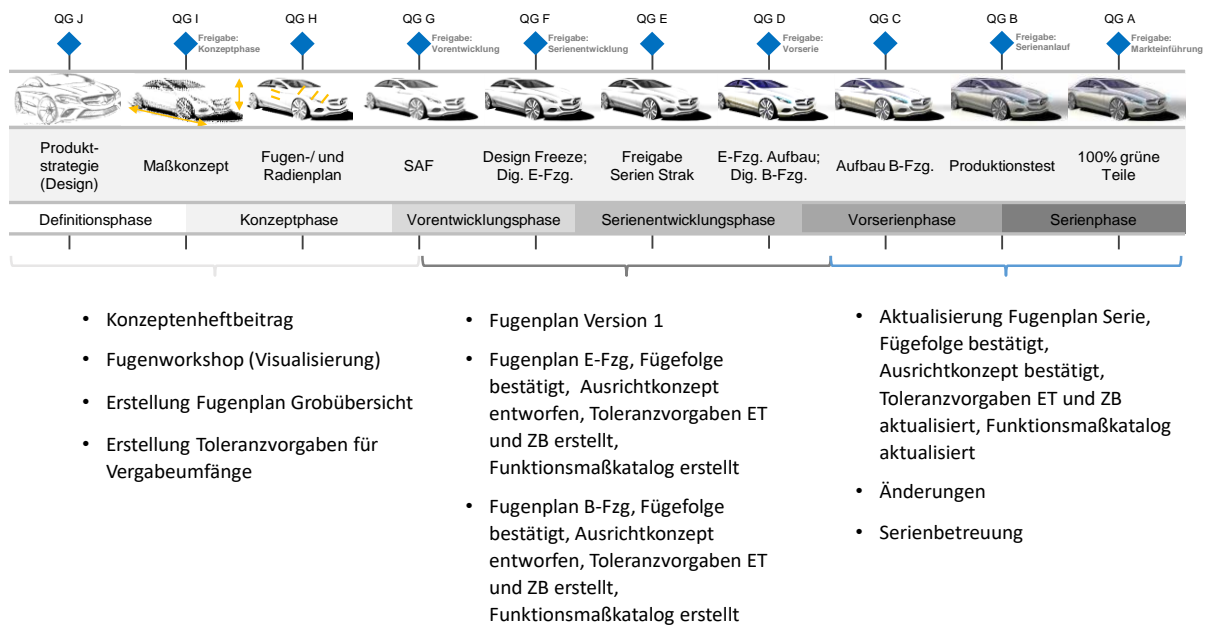 QG J
QG I
QG H
QG G
QG F
QG E
QG D
QG C
QG B
QG A
Freigabe:
Konzeptphase
Freigabe:
Vorentwicklung
Freigabe:
Serienentwicklung
Freigabe:
Vorserie
Freigabe:
Serienanlauf
Freigabe:
Markteinführung
Produkt-
strategie
(Design)
Maßkonzept
Fugen-/ und
Radienplan
SAF
Design Freeze;
Dig. E-Fzg.
Freigabe
Serien Strak
E-Fzg. Aufbau;
Dig. B-Fzg.
Aufbau B-Fzg.
Produktionstest
100% grüne
Teile
Definitionsphase
Konzeptphase
Vorentwicklungsphase
Serienentwicklungsphase
Vorserienphase
Serienphase
• Konzeptenheftbeitrag
• Fugenworkshop (Visualisierung)
• Erstellung Fugenplan Grobübersicht
• Erstellung Toleranzvorgaben für
Vergabeumfänge
• Fugenplan Version 1
• Fugenplan E-Fzg, Fügefolge
bestätigt, Ausrichtkonzept
entworfen, Toleranzvorgaben ET
und ZB erstellt,
Funktionsmaßkatalog erstellt
• Fugenplan B-Fzg, Fügefolge
bestätigt, Ausrichtkonzept
entworfen, Toleranzvorgaben ET
und ZB erstellt,
Funktionsmaßkatalog erstellt
• Aktualisierung Fugenplan Serie,
Fügefolge bestätigt,
Ausrichtkonzept bestätigt,
Toleranzvorgaben ET und ZB
aktualisiert, Funktionsmaßkatalog
aktualisiert
• Änderungen
• Serienbetreuung